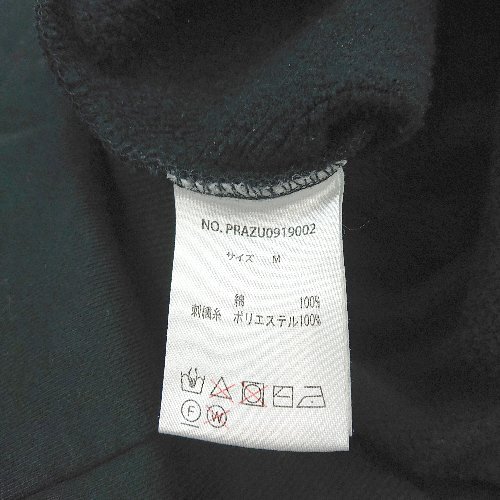 NO. PRAZU0919002
サイズ M
綿 100%
刺繍糸 ポリエステル100%
F W